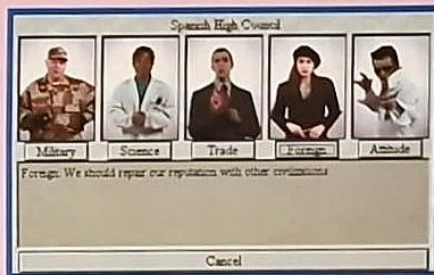 Spanish High Council
Military Science Trade Foreign Attitude
Foreign: We should repair our reputation with other civilizations
Cancel